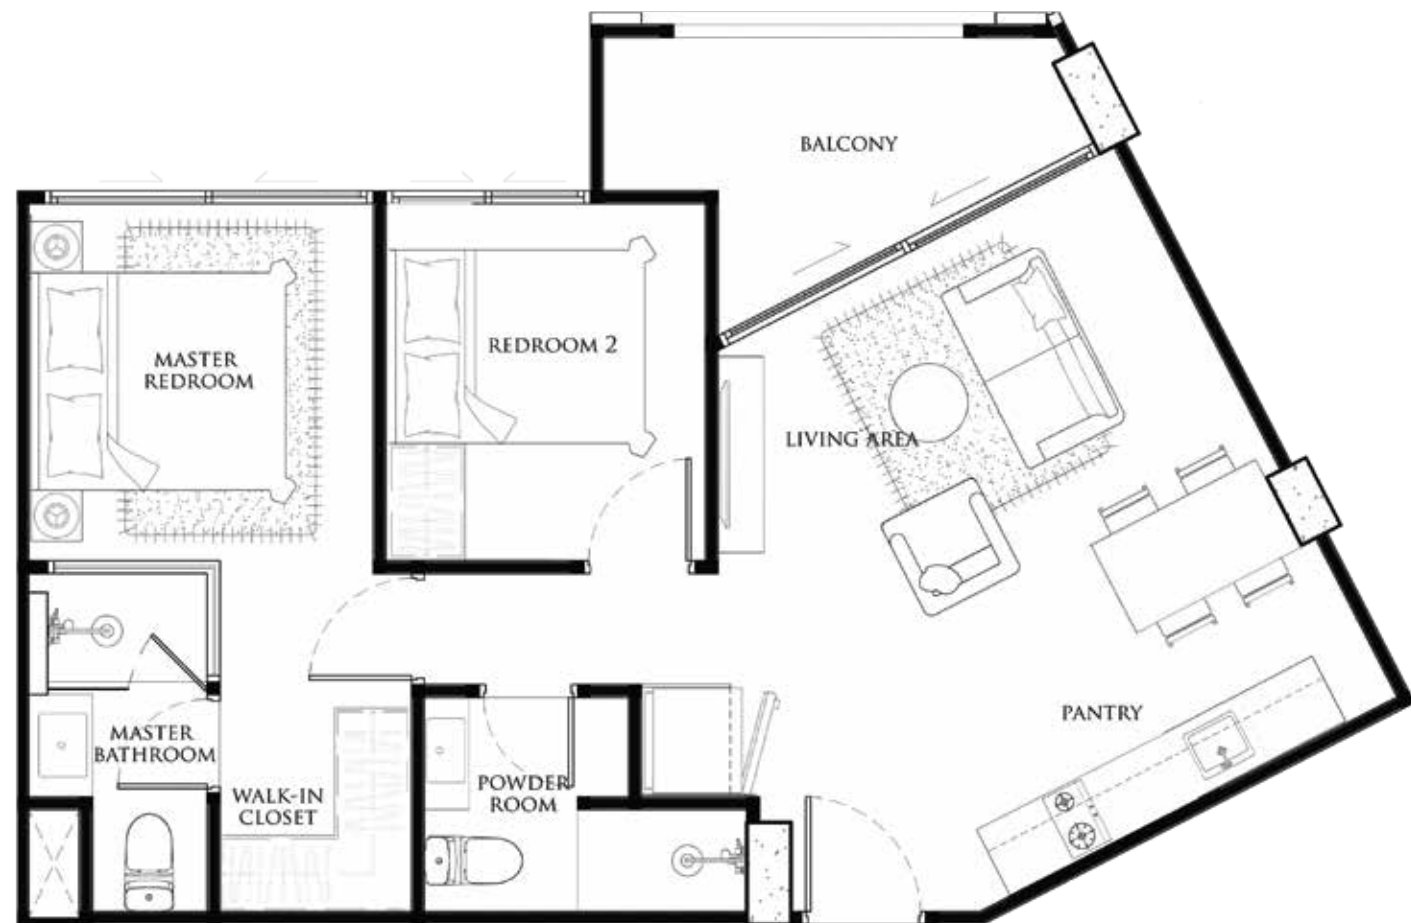 BALCONY
MASTER
REDROOM
REDROOM 2
LIVING AREA
PANTRY
MASTER
BATHROOM
WALK-IN
CLOSET
POWDER
ROOM